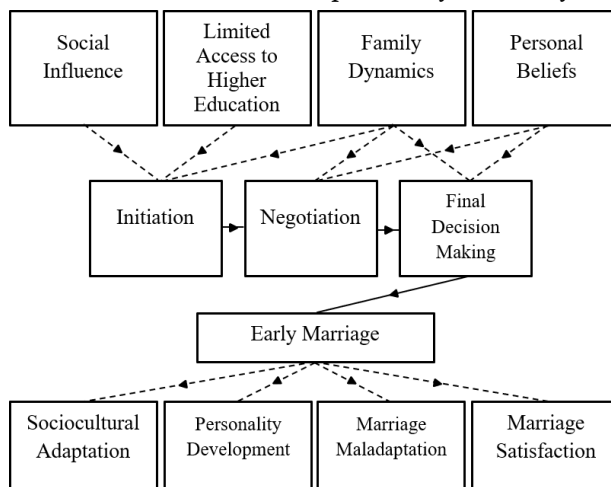 Social
Influence
Limited
Access to
Higher
Education
Family
Dynamics
Personal
Beliefs
Initiation
Negotiation
Final
Decision
Making
Early Marriage
Sociocultural
Adaptation
Personality
Development
Marriage
Maladaptation
Marriage
Satisfaction